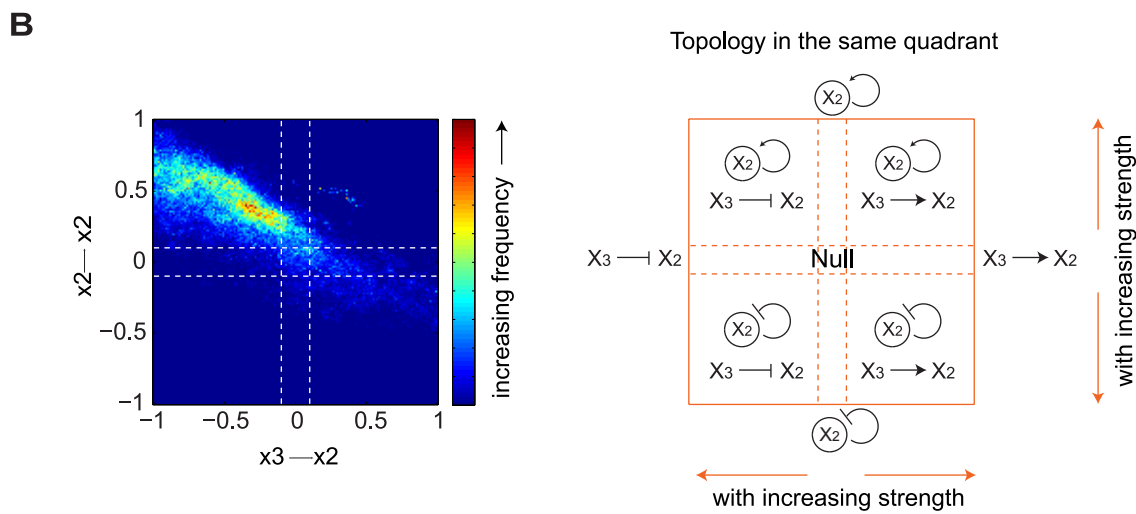 B
Topology in the same quadrant
X2
1
0.5
0
−0.5
−1
x2 — x2
−1
−0.5
0
0.5
1
x3 — x2
increasing frequency
X2
X2
X3 X2
X3 X2
X3 X2
Null
X3 X2
X2
X2
X3 X2
X3 X2
X2
with increasing strength
with increasing strength